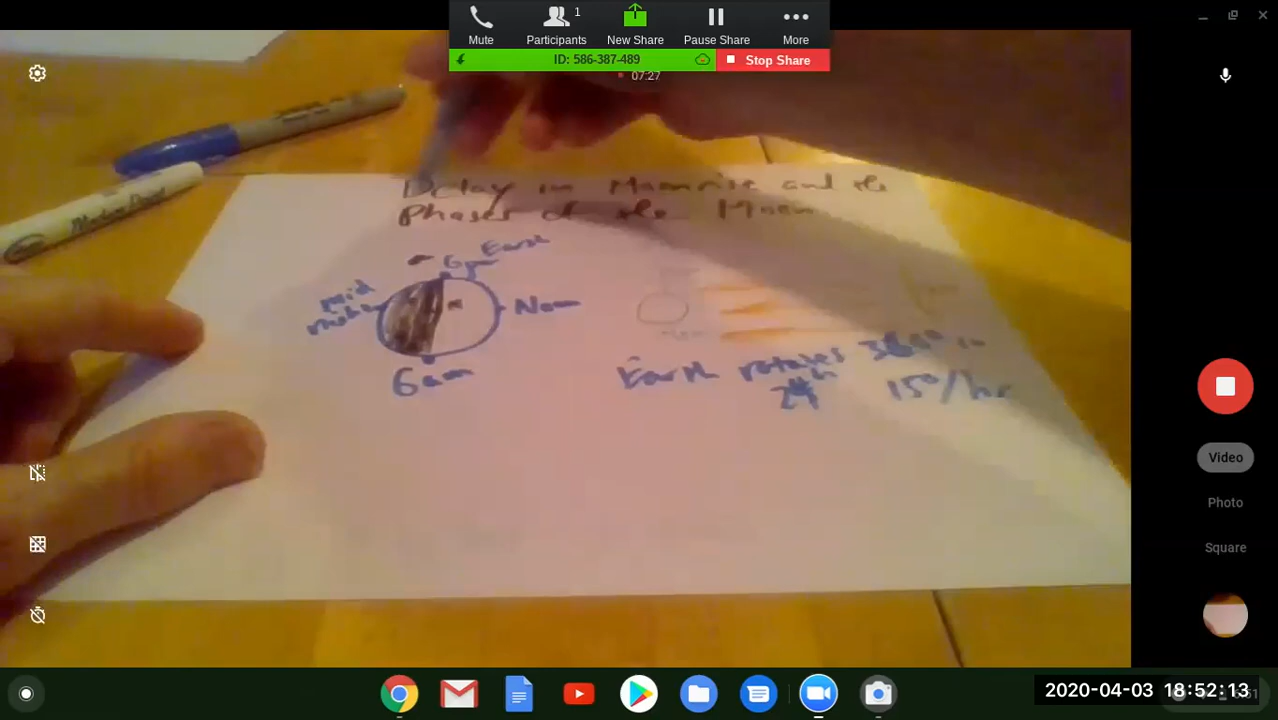 1
Mute
Participants
New Share
Pause Share
More
ID: 586-387-489
Stop Share
07:27
Delay in Moonrise and the
Phases of the Moon
Earth
6pm
mid
night
Noon
6am
Earth rotates 360° in
24h 15°/hr
Video
Photo
Square
2020-04-03 18:52:13